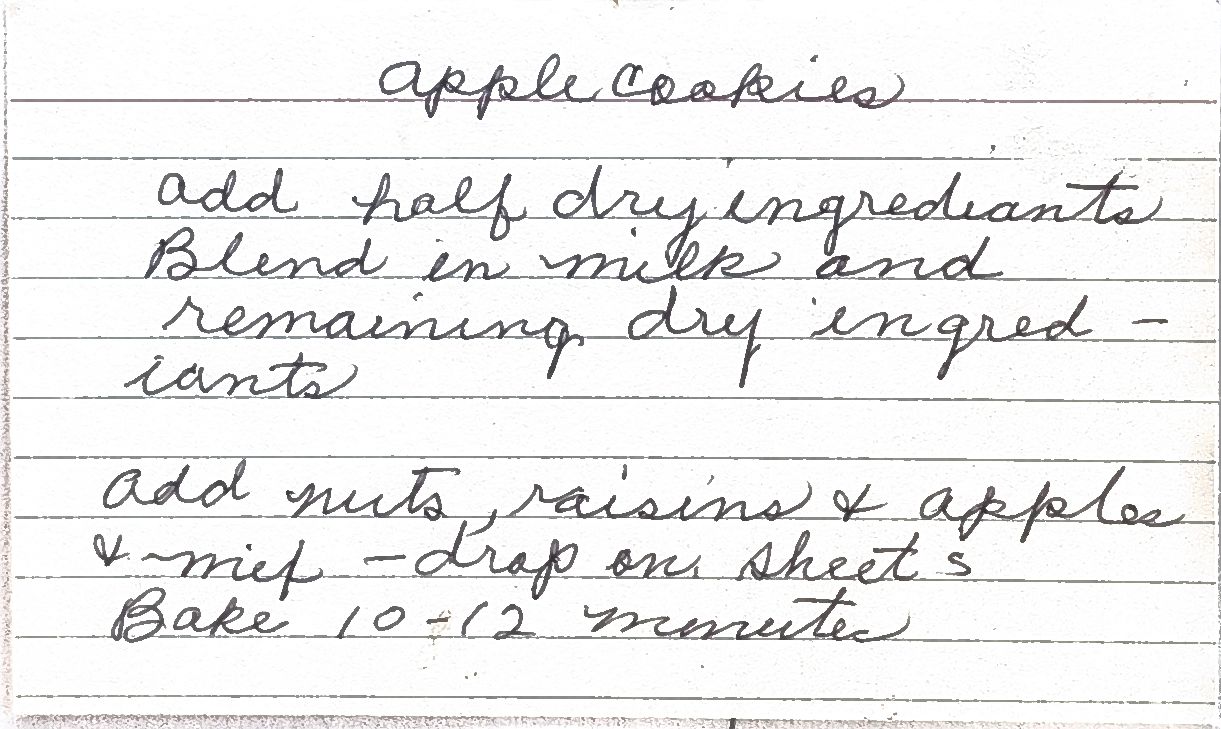 apple cookies
add half dry ingrediants
Blend in milk and
remaining dry ingred -
iants
add nuts, raisins & apples
& mix - drop on sheets
Bake 10-12 minutes